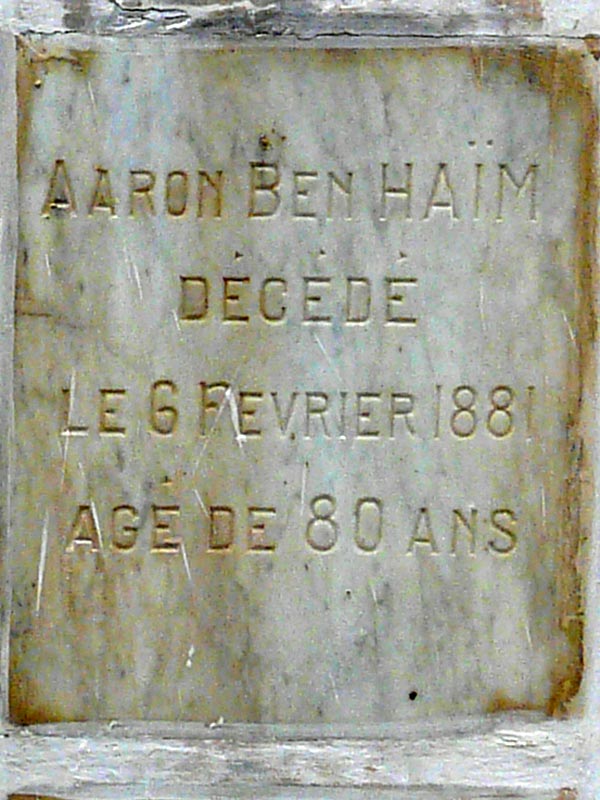 AARON BEN HAÏM
DÉCÉDÉ
LE 6 FEVRIER 1881
AGÉ DE 80 ANS